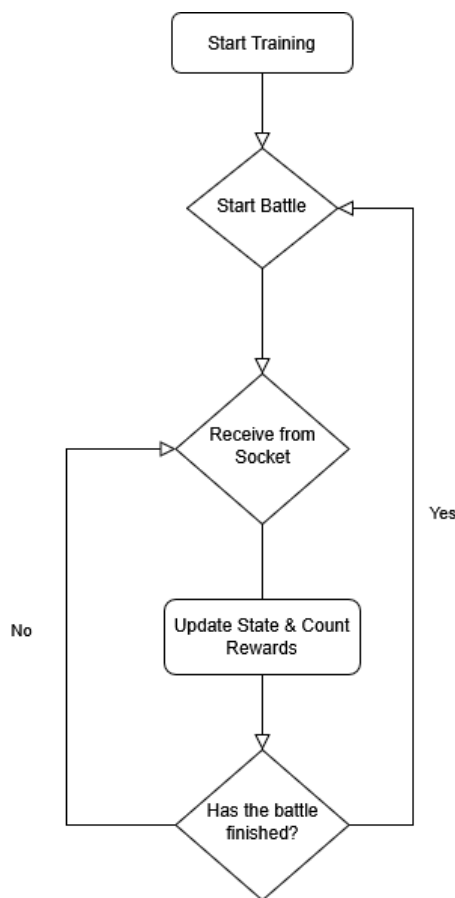 Start Training
Start Battle
Receive from
Socket
Yes
No
Update State & Count
Rewards
Has the battle
finished?